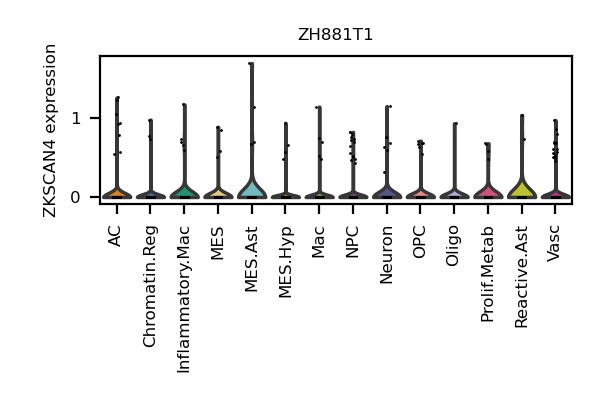 ZH881T1
ZKSCAN4 expression
1
0
AC
Chromatin.Reg
Inflammatory.Mac
MES
MES.Ast
MES.Hyp
Mac
NPC
Neuron
OPC
Oligo
Prolif.Metab
Reactive.Ast
Vasc